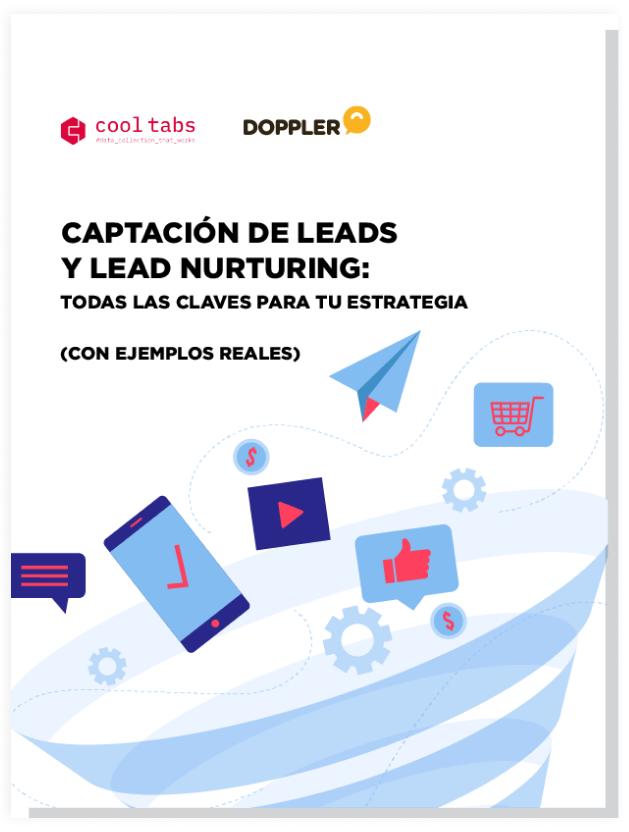 cool tabs
#data_collection_that_works
DOPPLER
CAPTACIÓN DE LEADS
Y LEAD NURTURING:
TODAS LAS CLAVES PARA TU ESTRATEGIA
(CON EJEMPLOS REALES)
$
$